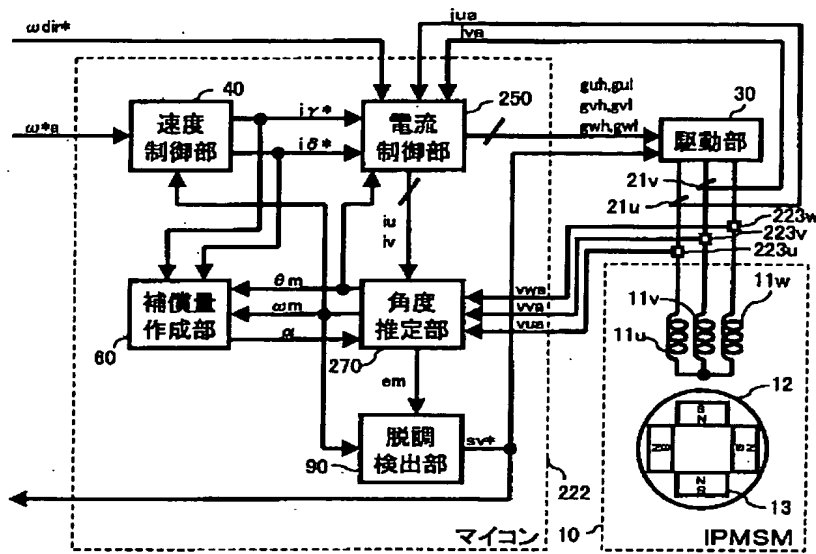 ωdir*
iua
iva
40
250
guh,gul
gvh,gvl
gwh,gwl
30
ω*a
速度
制御部
iγ*
iδ*
電流
制御部
駆動部
21v
21u
iu
iv
223w
223v
223u
補償量
作成部
60
θm
ωm
α
角度
推定部
270
vwa
vva
vua
11v
11w
11u
em
12
脱調
検出部
90
sv*
222
S
N
N
S
S
N
N
S
13
マイコン
10
IPMSM